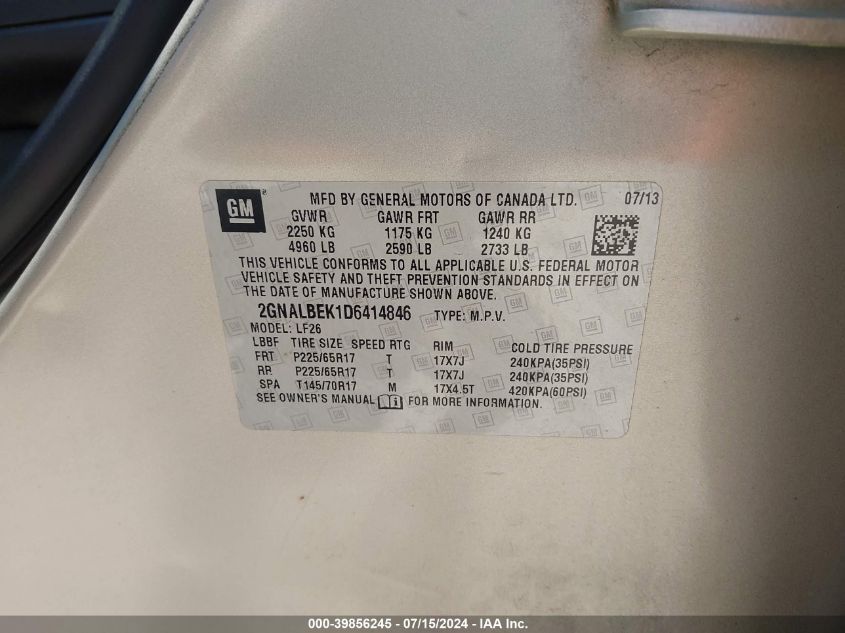 GM
MFD BY GENERAL MOTORS OF CANADA LTD. 07/13
GVWR GAWR FRT GAWR RR
2250 KG 1175 KG 1240 KG
4960 LB 2590 LB 2733 LB
THIS VEHICLE CONFORMS TO ALL APPLICABLE U.S. FEDERAL MOTOR
VEHICLE SAFETY AND THEFT PREVENTION STANDARDS IN EFFECT ON
THE DATE OF MANUFACTURE SHOWN ABOVE.
2GNALBEK1D6414846 TYPE: M.P.V.
MODEL: LF26
LBBF TIRE SIZE SPEED RTG RIM COLD TIRE PRESSURE
FRT P225/65R17 T 17X7J 240KPA(35PSI)
RR P225/65R17 T 17X7J 240KPA(35PSI)
SPA T145/70R17 M 17X4.5T 420KPA(60PSI)
SEE OWNER'S MANUAL FOR MORE INFORMATION.
000-39856245 - 07/15/2024 - IAA Inc.